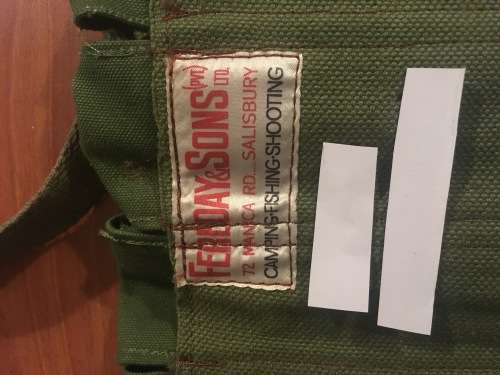 FEREDAY & SONS (PVT) LTD.
72 MANICA RD. SALISBURY
CAMPING·FISHING·SHOOTING